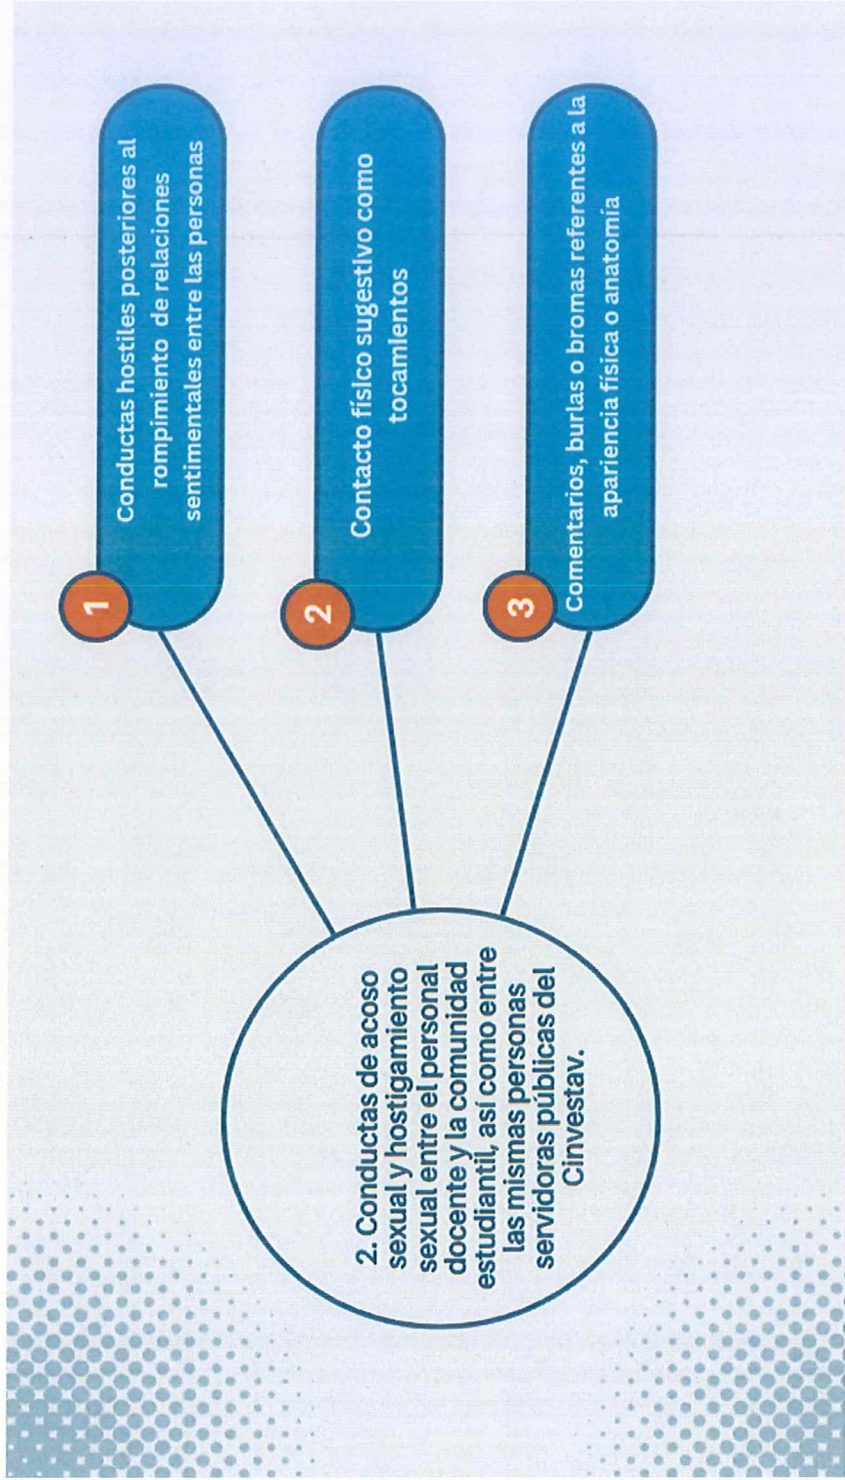 2. Conductas de acoso
sexual y hostigamiento
sexual entre el personal
docente y la comunidad
estudiantil, así como entre
las mismas personas
servidoras públicas del
Cinvestav.
1
Conductas hostiles posteriores al
rompimiento de relaciones
sentimentales entre las personas
2
Contacto físico sugestivo como
tocamientos
3
Comentarios, burlas o bromas referentes a la
apariencia física o anatomía